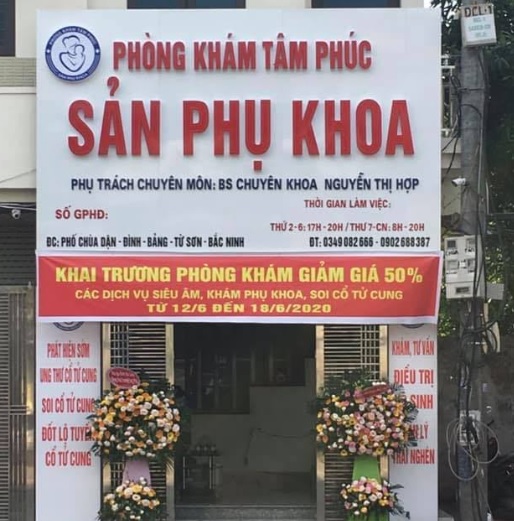 DCL-1
PHÒNG KHÁM TÂM PHÚC
SẢN PHỤ KHOA
PHỤ TRÁCH CHUYÊN MÔN: BS CHUYÊN KHOA NGUYỄN THỊ HỢP
THỜI GIAN LÀM VIỆC:
SỐ GPHD:
THỨ 2-6: 17H - 20H / THỨ 7-CN: 8H - 20H
ĐC: PHỐ CHÙA DẬN - ĐÌNH - BẢNG - TỪ SƠN - BẮC NINH
ĐT: 0349 082 666 - 0902 688 387
KHAI TRƯƠNG PHÒNG KHÁM GIẢM GIÁ 50%
CÁC DỊCH VỤ SIÊU ÂM, KHÁM PHỤ KHOA, SOI CỔ TỬ CUNG
TỪ 12/6 ĐẾN 18/6/2020
PHÁT HIỆN SỚM
UNG THƯ CỔ TỬ CUNG
SOI CỔ TỬ CUNG
ĐỐT LỘ TUYẾN
CỔ TỬ CUNG
KHÁM, TƯ VẤN
ĐIỀU TRỊ
SINH
LÝ
THAI NGHÉN